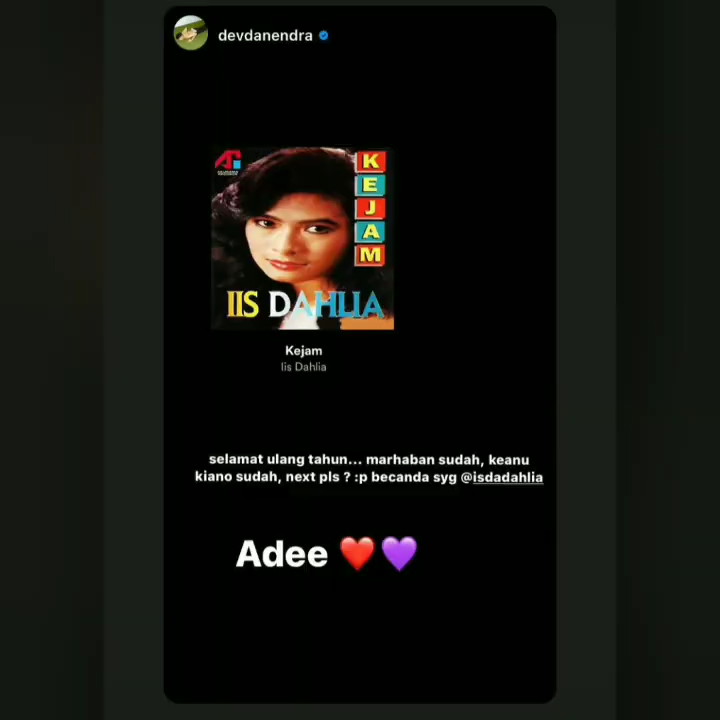 devdanendra
K
E
J
A
M
IIS DAHLIA
Kejam
Iis Dahlia
selamat ulang tahun... marhaban sudah, keanu
kiano sudah, next pls ? :p becanda syg @isdadahlia
Adee ❤️💜